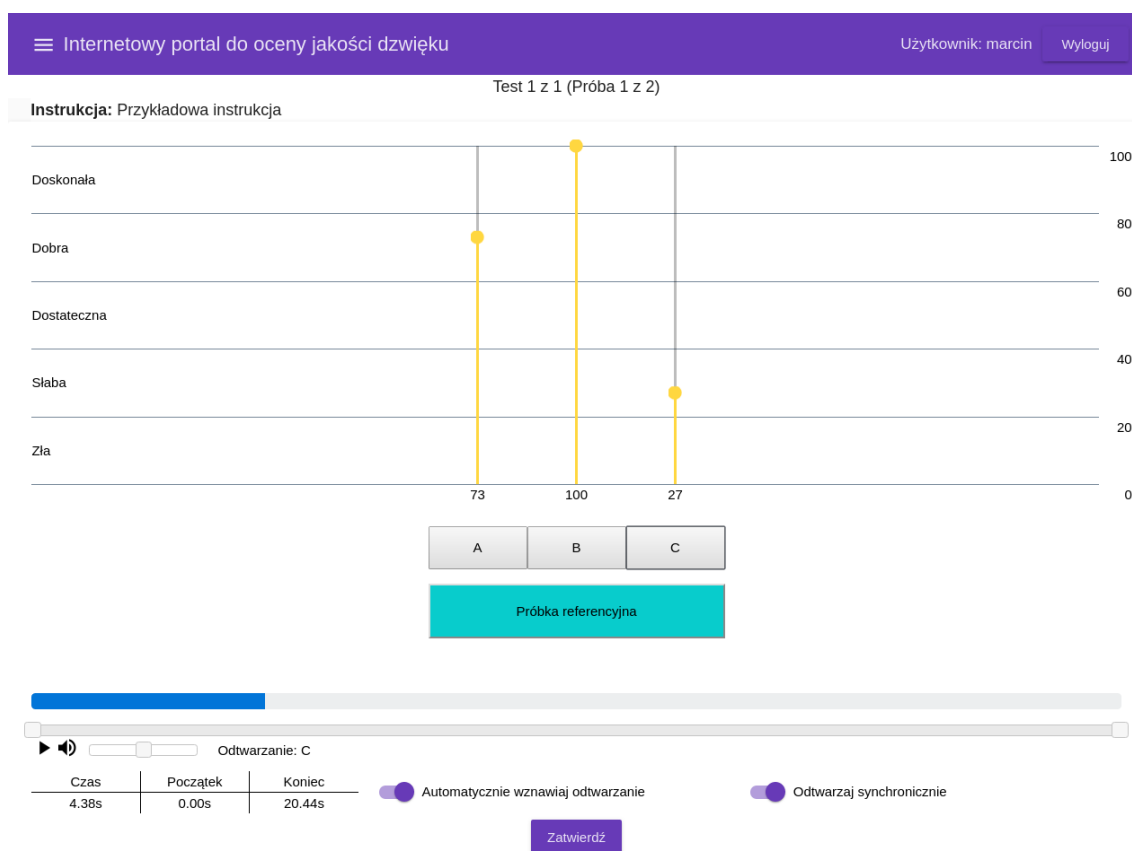 Internetowy portal do oceny jakości dzwięku
Użytkownik: marcin
Wyloguj
Test 1 z 1 (Próba 1 z 2)
Instrukcja: Przykładowa instrukcja
100
Doskonała
80
Dobra
60
Dostateczna
40
Słaba
20
Zła
73 100 27 0
A B C
Próbka referencyjna
Odtwarzanie: C
Czas Początek Koniec
4.38s 0.00s 20.44s
Automatycznie wznawiaj odtwarzanie
Odtwarzaj synchronicznie
Zatwierdź